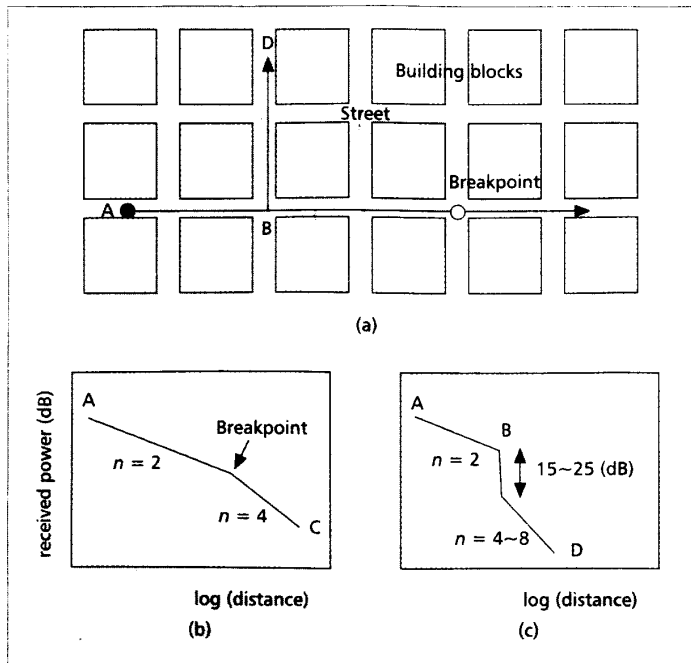 D
Building blocks
Street
Breakpoint
A
B
(a)
received power (dB)
A
Breakpoint
n = 2
n = 4
C
log (distance)
(b)
A
B
n = 2
15~25 (dB)
n = 4~8
D
log (distance)
(c)